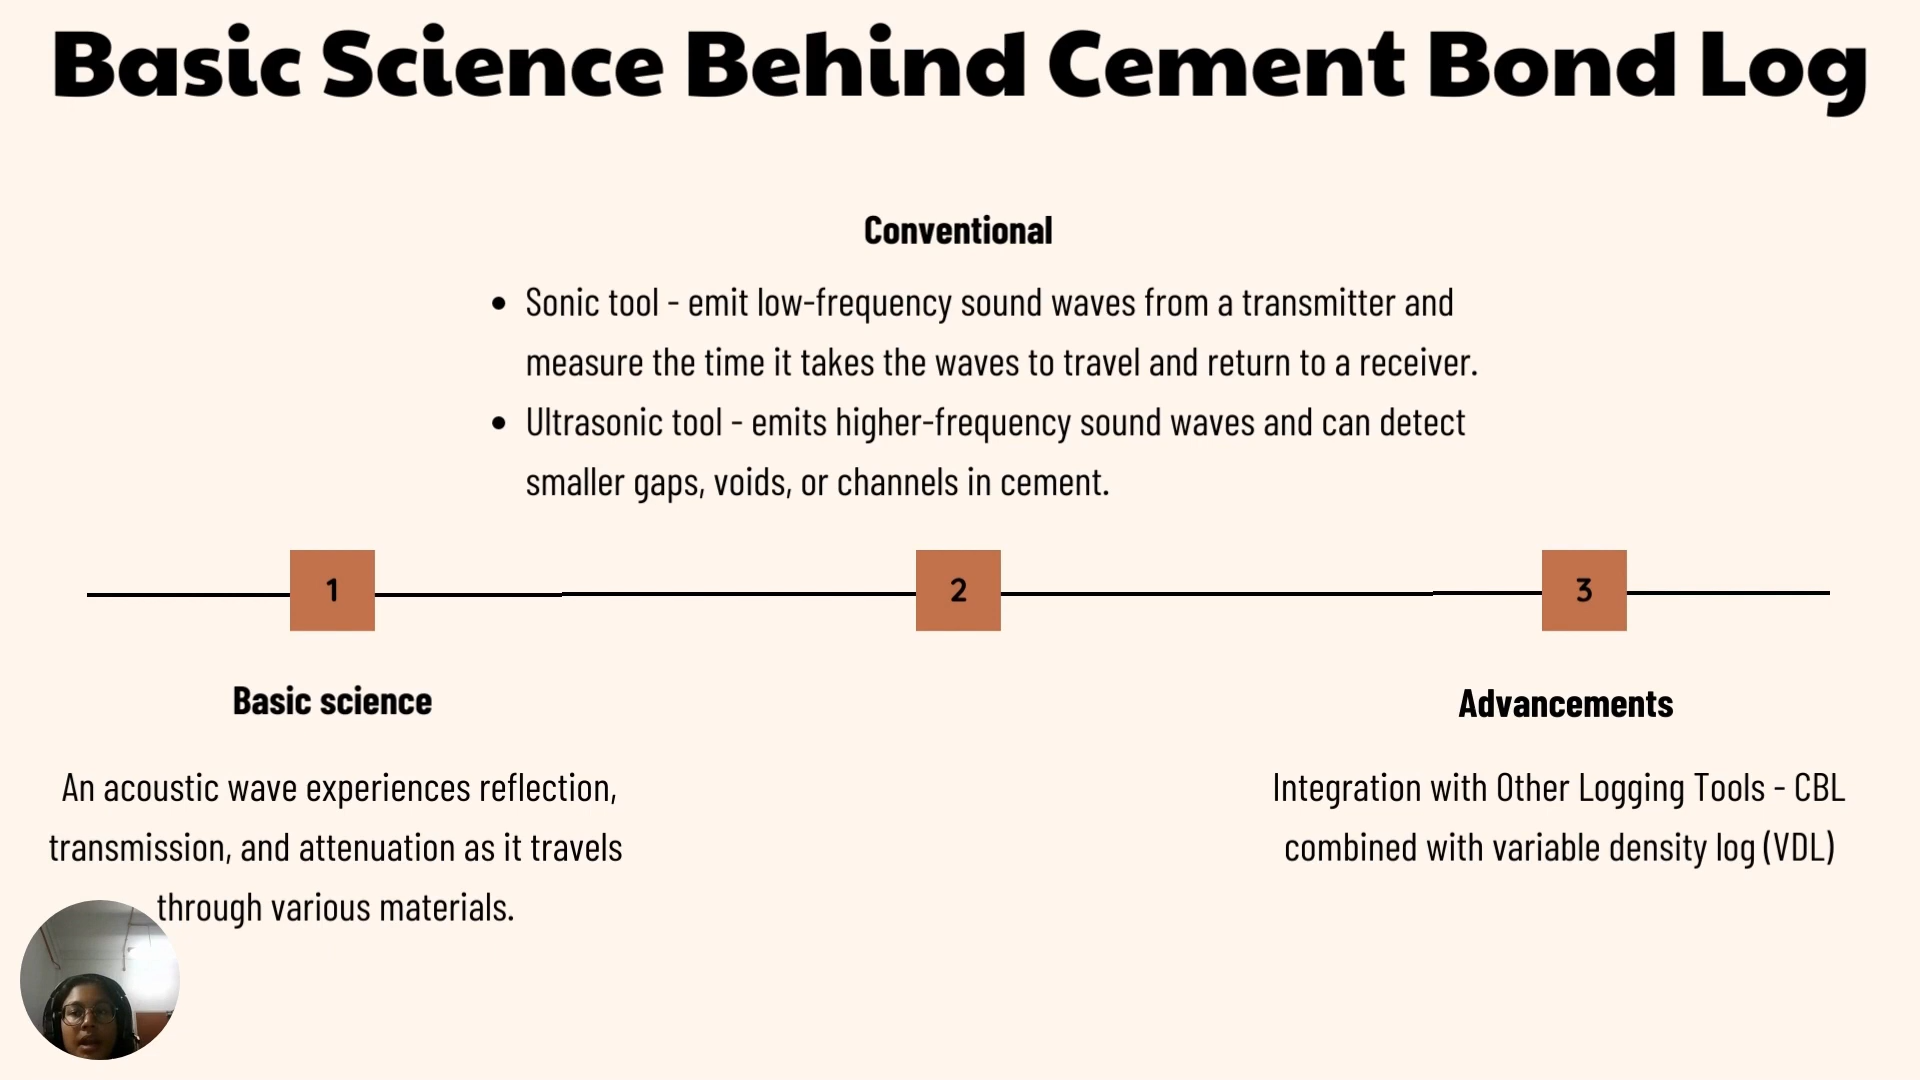 Basic Science Behind Cement Bond Log
Conventional
• Sonic tool - emit low-frequency sound waves from a transmitter and
measure the time it takes the waves to travel and return to a receiver.
• Ultrasonic tool - emits higher-frequency sound waves and can detect
smaller gaps, voids, or channels in cement.
1
2
3
Basic science
An acoustic wave experiences reflection,
transmission, and attenuation as it travels
through various materials.
Advancements
Integration with Other Logging Tools - CBL
combined with variable density log (VDL)